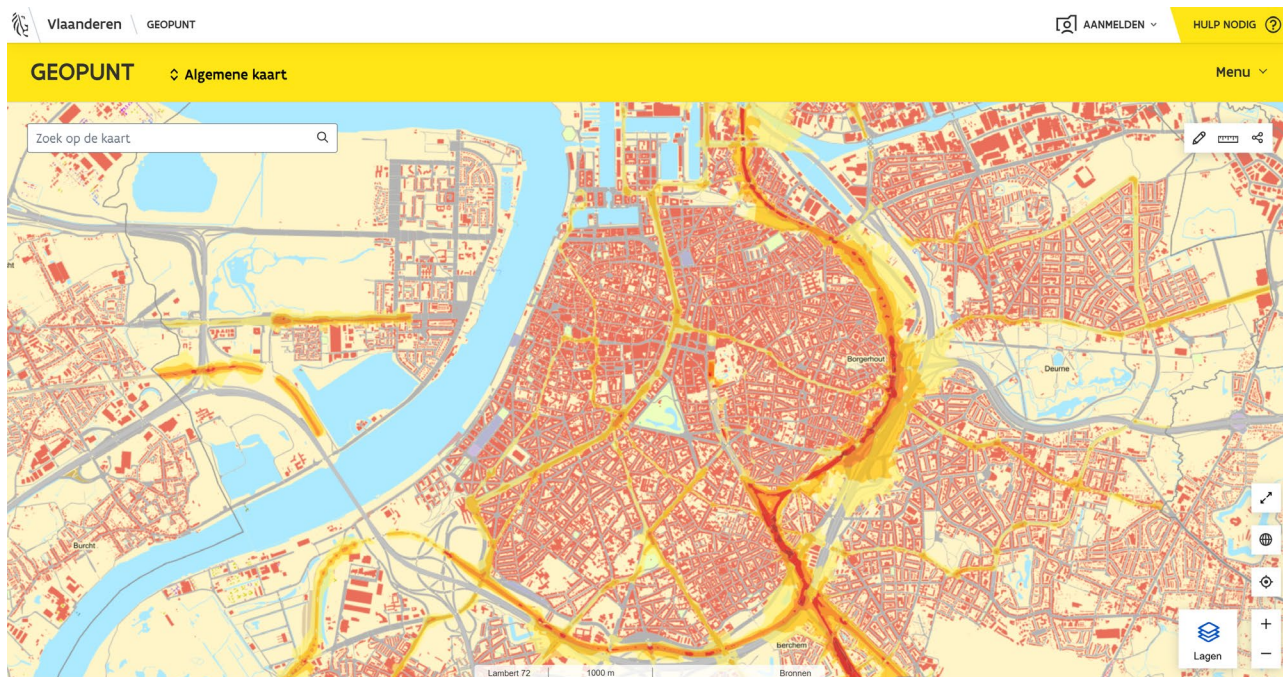 Vlaanderen GEOPUNT AANMELDEN HULP NODIG ?
GEOPUNT Algemene kaart Menu
Zoek op de kaart
ht
Borgerhout
Deurne
Burcht
Berchem
Lagen
Lambert 72 1000 m Bronnen